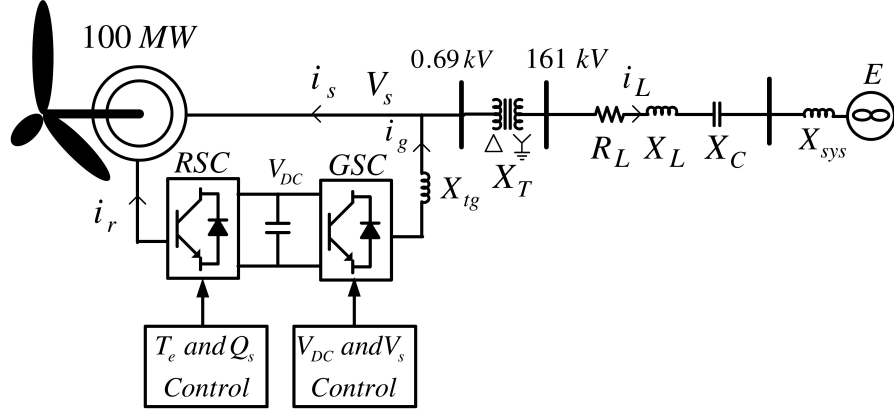 100 MW
0.69 kV
161 kV
E
i_s
V_s
i_L
i_g
R_L
X_L
X_C
X_sys
RSC
V_DC
GSC
X_tg
X_T
i_r
T_e and Q_s
Control
V_DC and V_s
Control